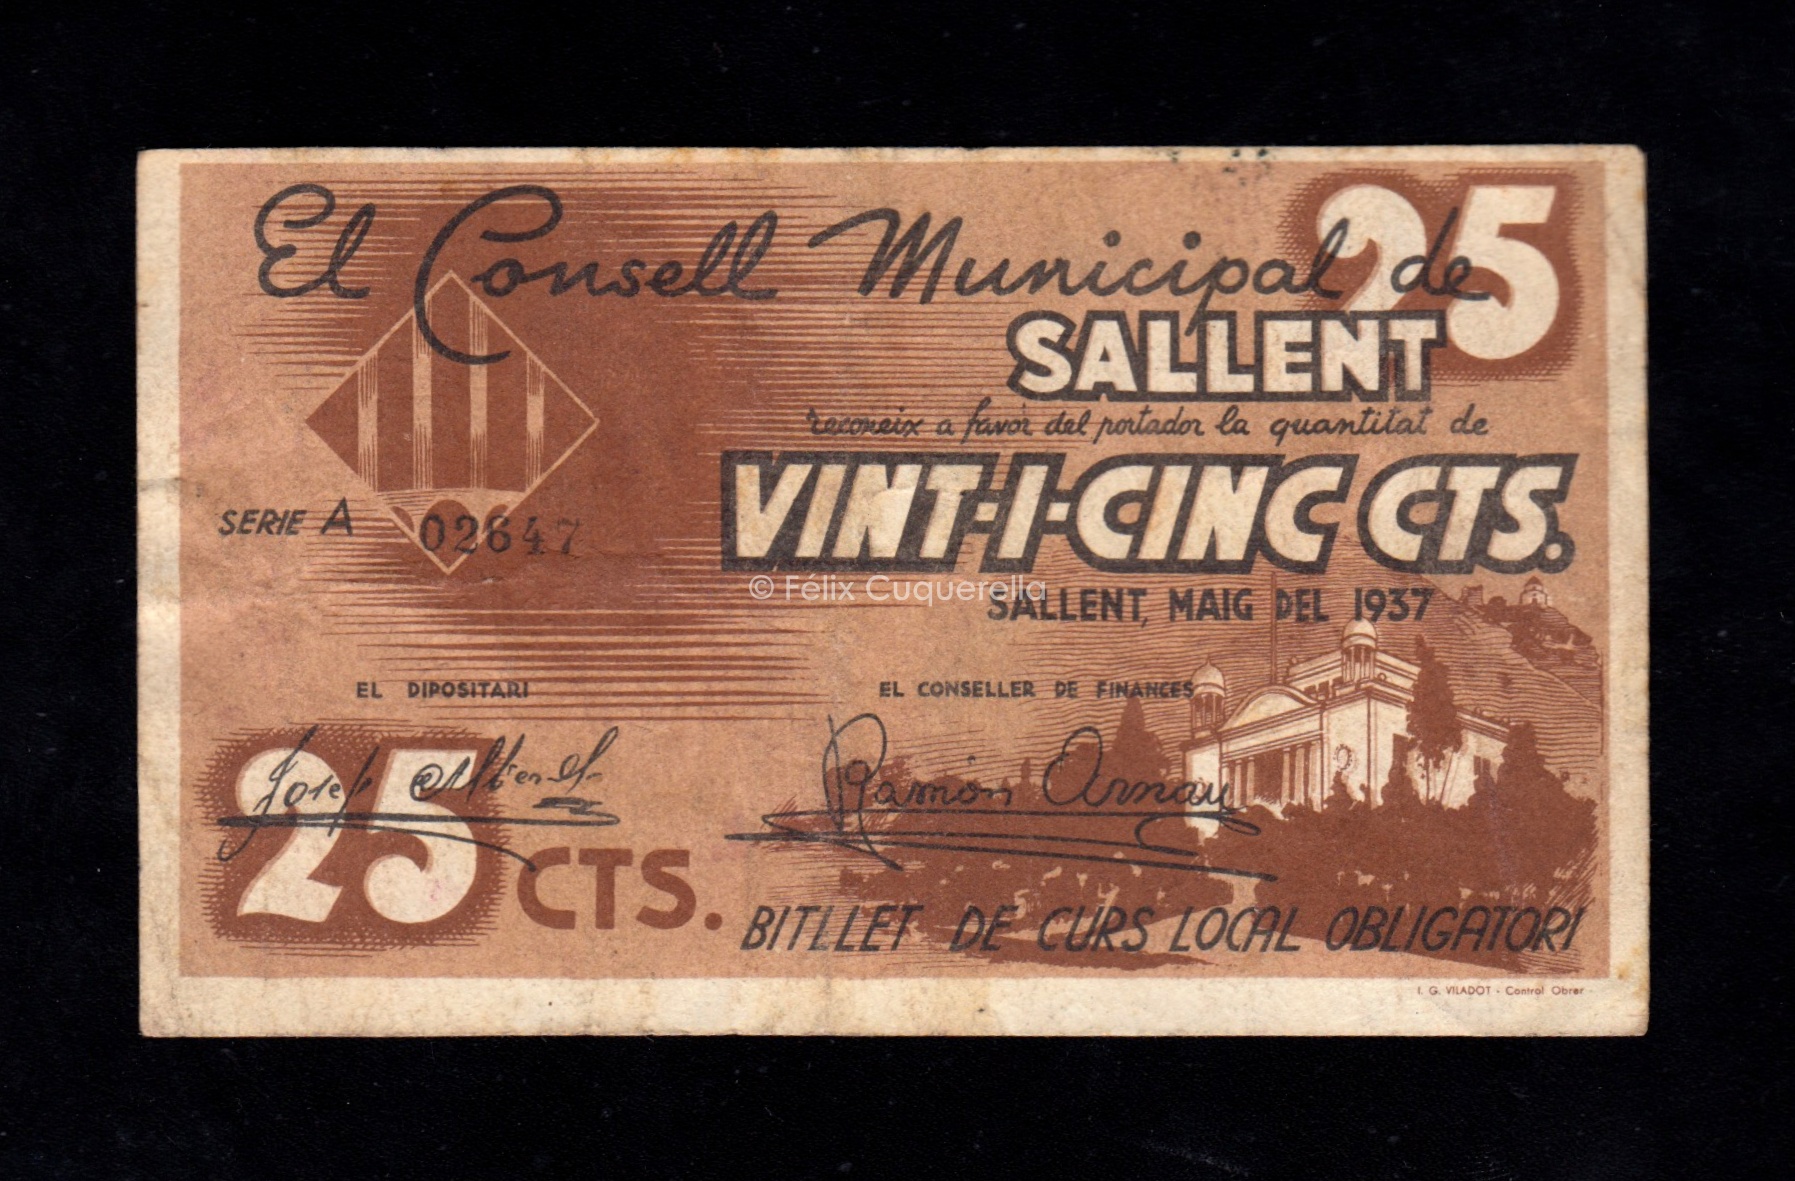 El Consell Municipal de
25
SALLENT
reconeix a favor del portador la quantitat de
VINT-I-CINC CTS.
SERIE A 02647
© Félix Cuquerella
SALLENT, MAIG DEL 1937
EL DIPOSITARI
EL CONSELLER DE FINANCES
Josep
Ramón Arnau
25 CTS.
BITLLET DE CURS LOCAL OBLIGATORI
I. G. VILADOT - Control Obrer